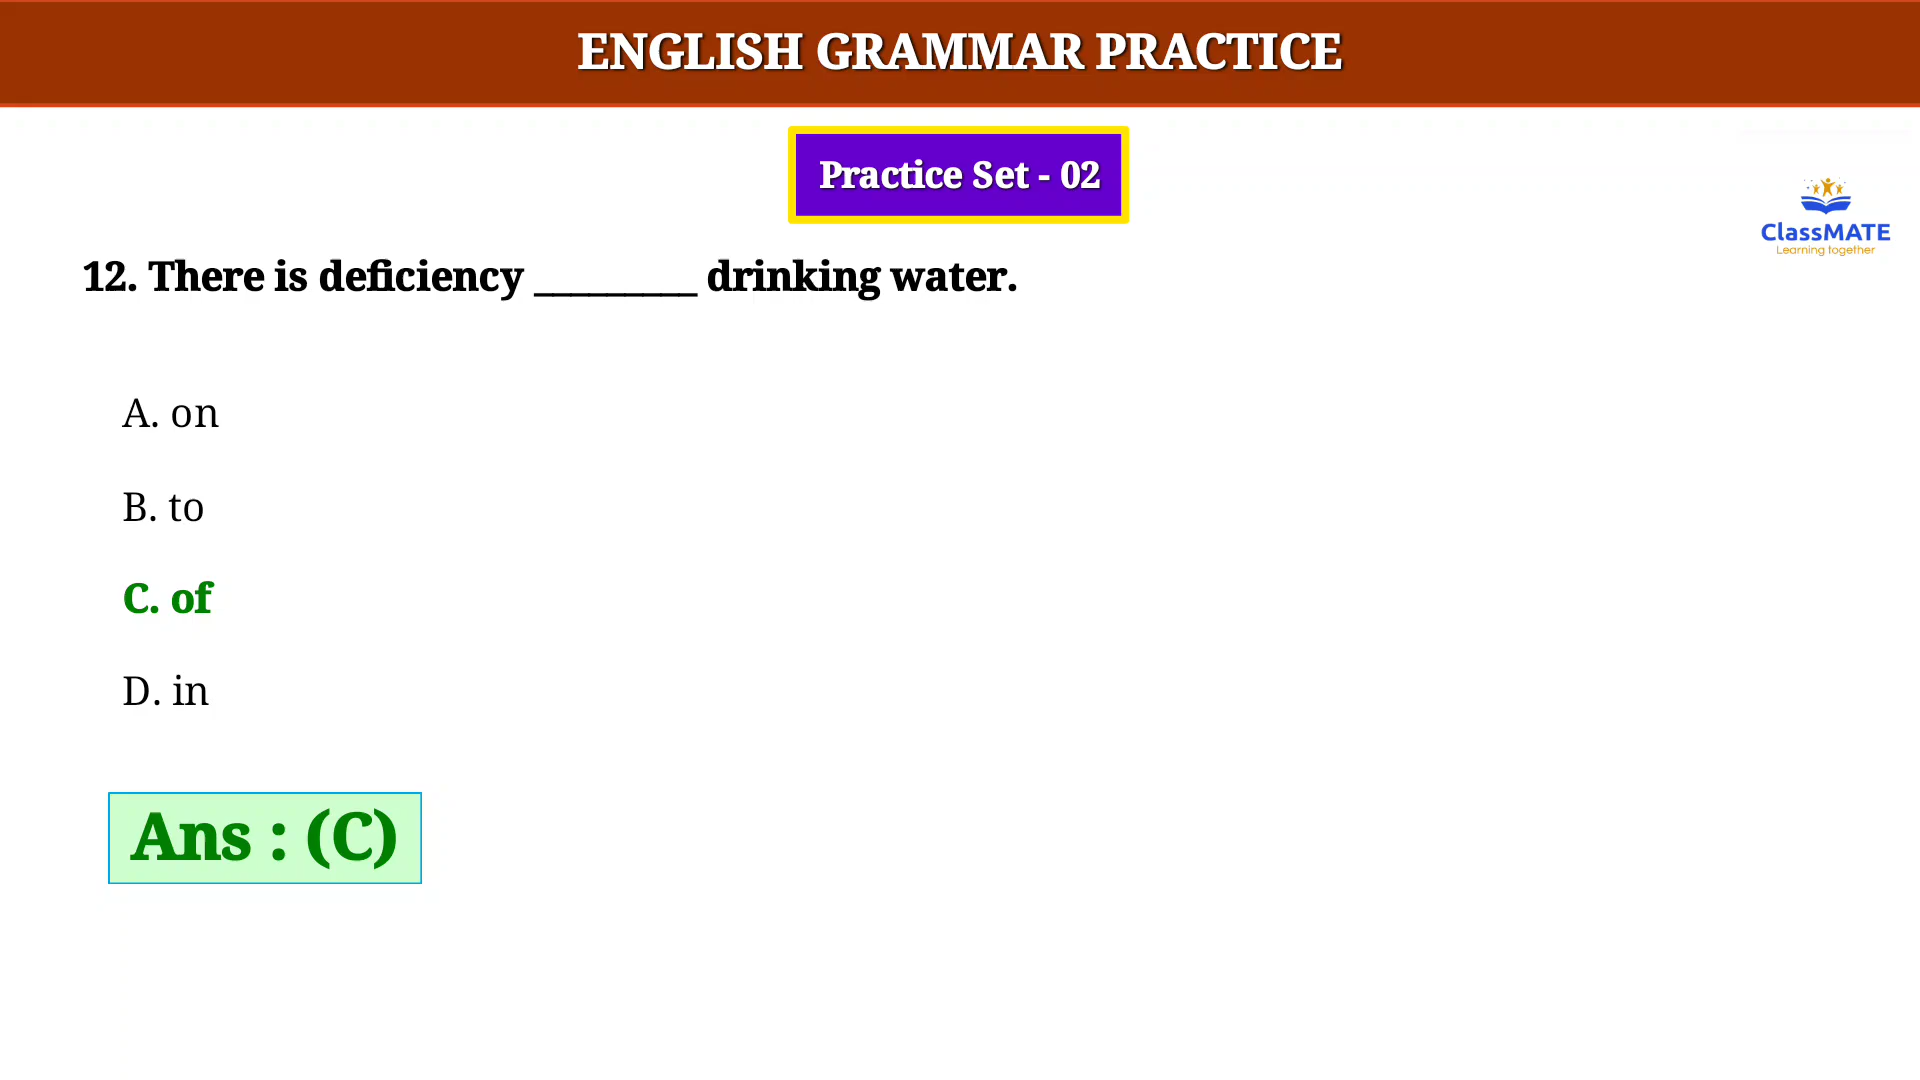 ENGLISH GRAMMAR PRACTICE
Practice Set - 02
ClassMATE
Learning together
12. There is deficiency _________ drinking water.
A. on
B. to
C. of
D. in
Ans : (C)